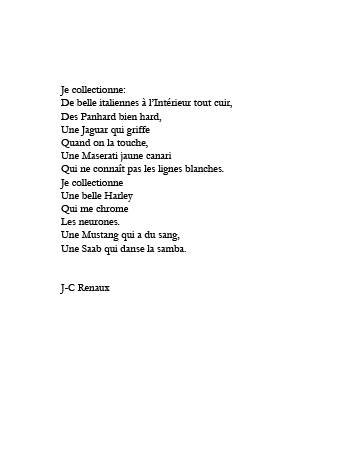 Je collectionne:
De belle italiennes à l'Intérieur tout cuir,
Des Panhard bien hard,
Une Jaguar qui griffe
Quand on la touche,
Une Maserati jaune canari
Qui ne connaît pas les lignes blanches.
Je collectionne
Une belle Harley
Qui me chrome
Les neurones.
Une Mustang qui a du sang,
Une Saab qui danse la samba.
J-C Renaux